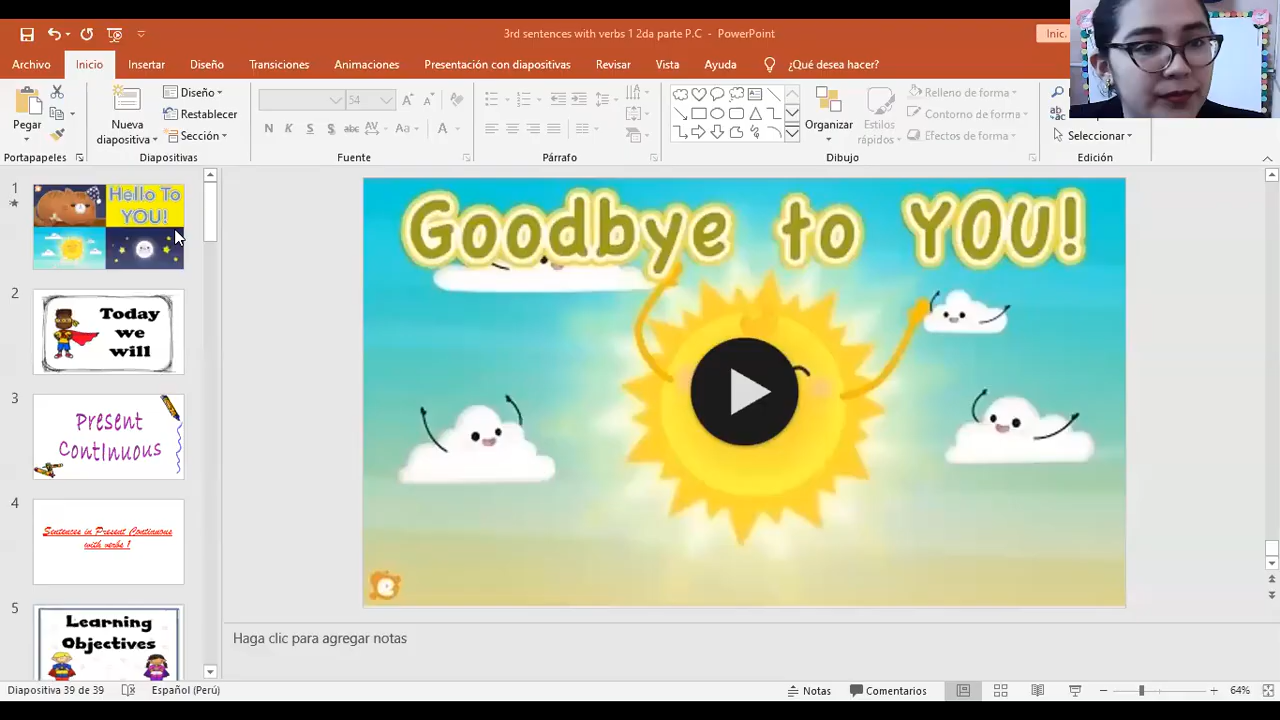 3rd sentences with verbs 1 2da parte P.C - PowerPoint
Inic.
Archivo Inicio Insertar Diseño Transiciones Animaciones Presentación con diapositivas Revisar Vista Ayuda ¿Qué desea hacer?
Pegar
Portapapeles
Nueva diapositiva
Diseño
Restablecer
Sección
Diapositivas
54
N K S abc AV Aa A
Fuente
Párrafo
Organizar
Estilos rápidos
Relleno de forma
Contorno de forma
Efectos de forma
Dibujo
Seleccionar
Edición
1
Hello To
YOU!
2
Today
we
will
3
Present
Continuous
4
Sentences in Present Continuous
with verbs 1
5
Learning
Objectives
Goodbye to YOU!
Haga clic para agregar notas
Diapositiva 39 de 39 Español (Perú) Notas Comentarios 64%